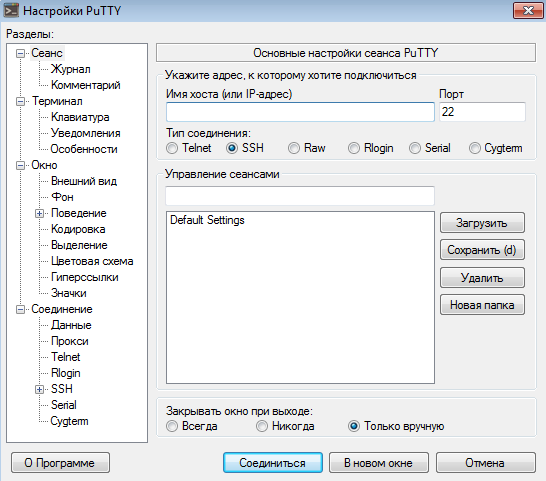 Настройки PuTTY
Разделы:
Сеанс
Журнал
Комментарий
Терминал
Клавиатура
Уведомления
Особенности
Окно
Внешний вид
Фон
Поведение
Кодировка
Выделение
Цветовая схема
Гиперссылки
Значки
Соединение
Данные
Прокси
Telnet
Rlogin
SSH
Serial
Cygterm
Основные настройки сеанса PuTTY
Укажите адрес, к которому хотите подключиться
Имя хоста (или IP-адрес) Порт
22
Тип соединения:
Telnet SSH Raw Rlogin Serial Cygterm
Управление сеансами
Default Settings
Загрузить
Сохранить (d)
Удалить
Новая папка
Закрывать окно при выходе:
Всегда Никогда Только вручную
О Программе Соединиться В новом окне Отмена